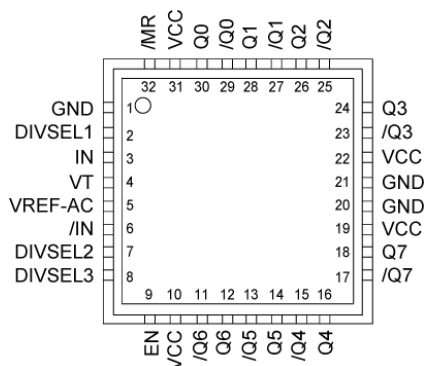 /MR VCC Q0 /Q0 Q1 /Q1 Q2 /Q2
32 31 30 29 28 27 26 25
GND 1 24 Q3
DIVSEL1 2 23 /Q3
IN 3 22 VCC
VT 4 21 GND
VREF-AC 5 20 GND
/IN 6 19 VCC
DIVSEL2 7 18 Q7
DIVSEL3 8 17 /Q7
9 10 11 12 13 14 15 16
EN VCC /Q6 Q6 /Q5 Q5 /Q4 Q4